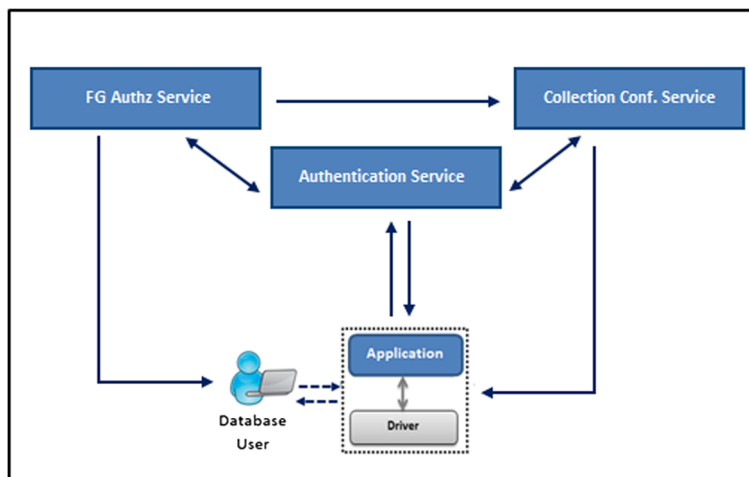 FG Authz Service
Collection Conf. Service
Authentication Service
Application
Driver
Database
User